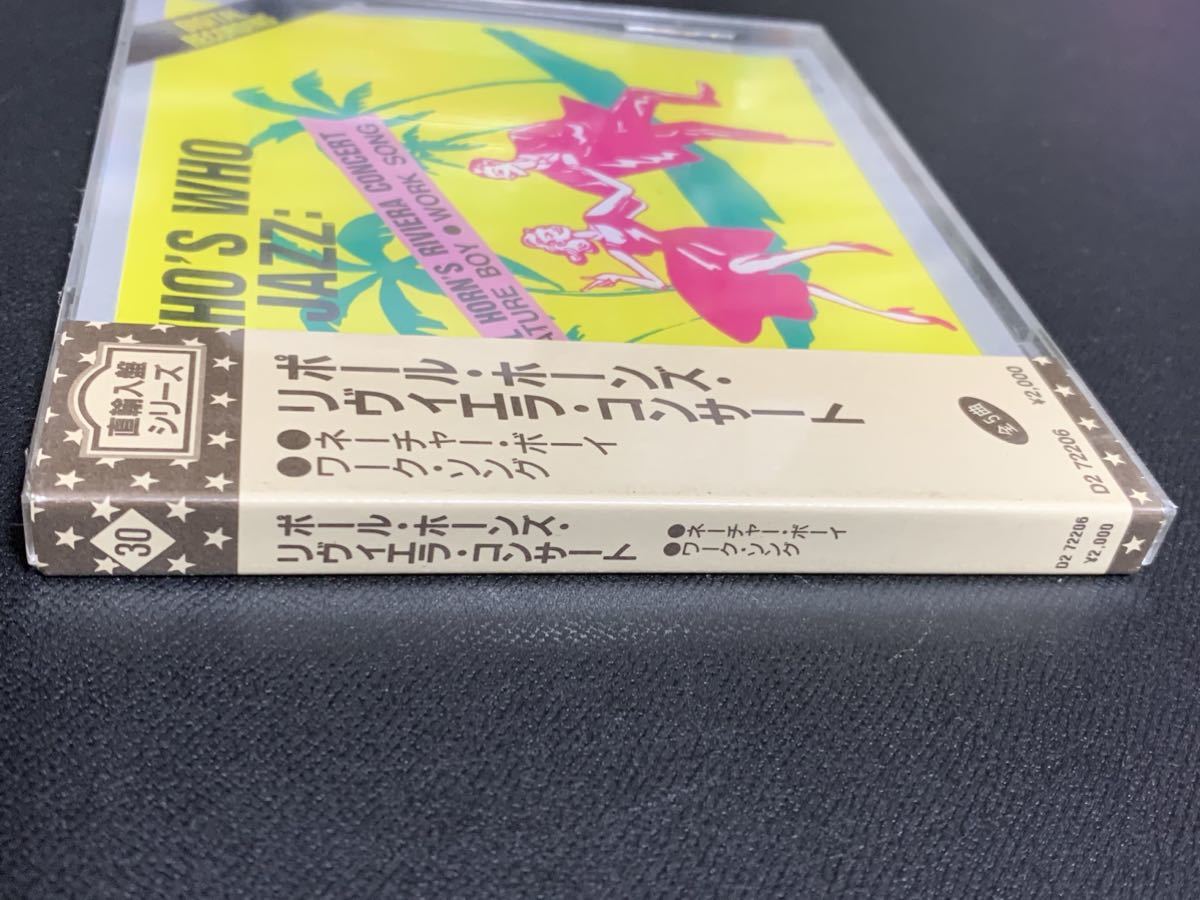 HO'S WHO
JAZZ:
L HORN'S RIVIERA CONCERT
ATURE BOY • WORK SONG
直輸入盤
シリーズ
ポール・ホーンズ・
リヴィエラ・コンサート
●ネーチャー・ボーイ
●ワーク・ソング
全5曲
¥2,000
D2 72206
30
ポール・ホーンズ・
リヴィエラ・コンサート
●ネーチャー・ボーイ
●ワーク・ソング
D2 72206
¥2,000